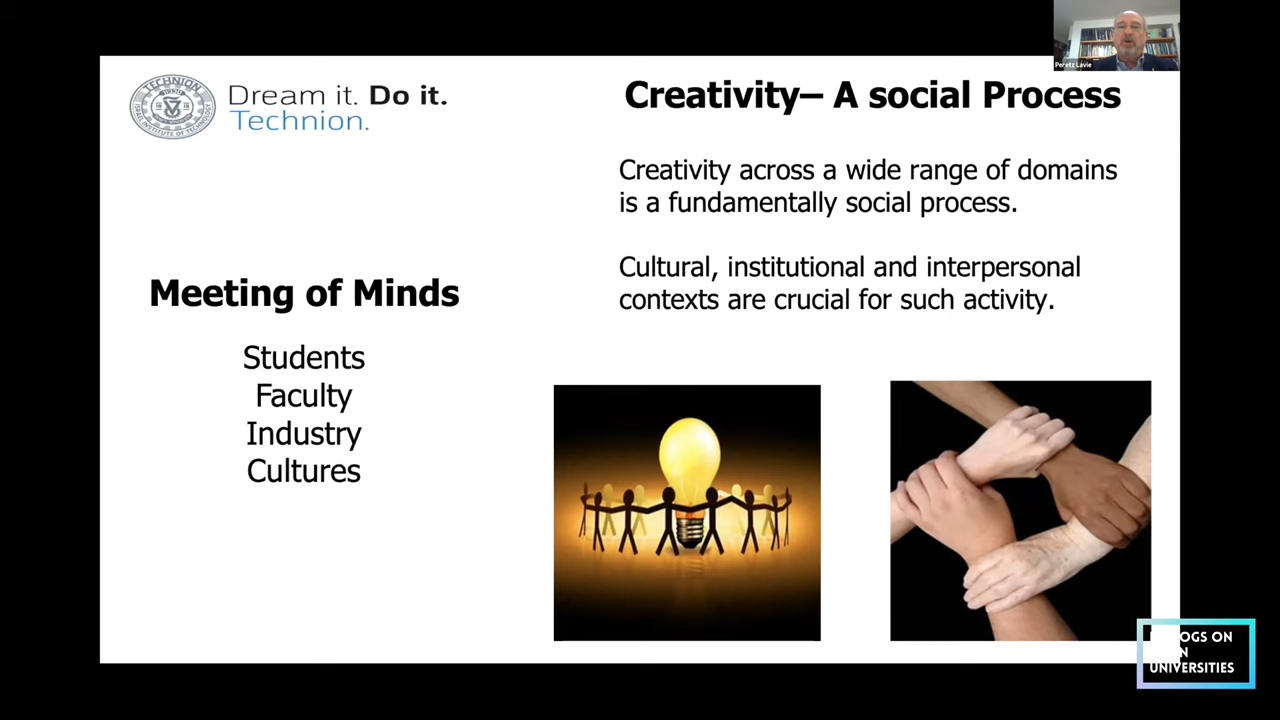 Peretz Lavie
TECHNION
ISRAEL INSTITUTE OF TECHNOLOGY
Dream it. Do it.
Technion.
Creativity– A social Process
Creativity across a wide range of domains
is a fundamentally social process.
Cultural, institutional and interpersonal
contexts are crucial for such activity.
Meeting of Minds
Students
Faculty
Industry
Cultures
OGS ON
N
UNIVERSITIES